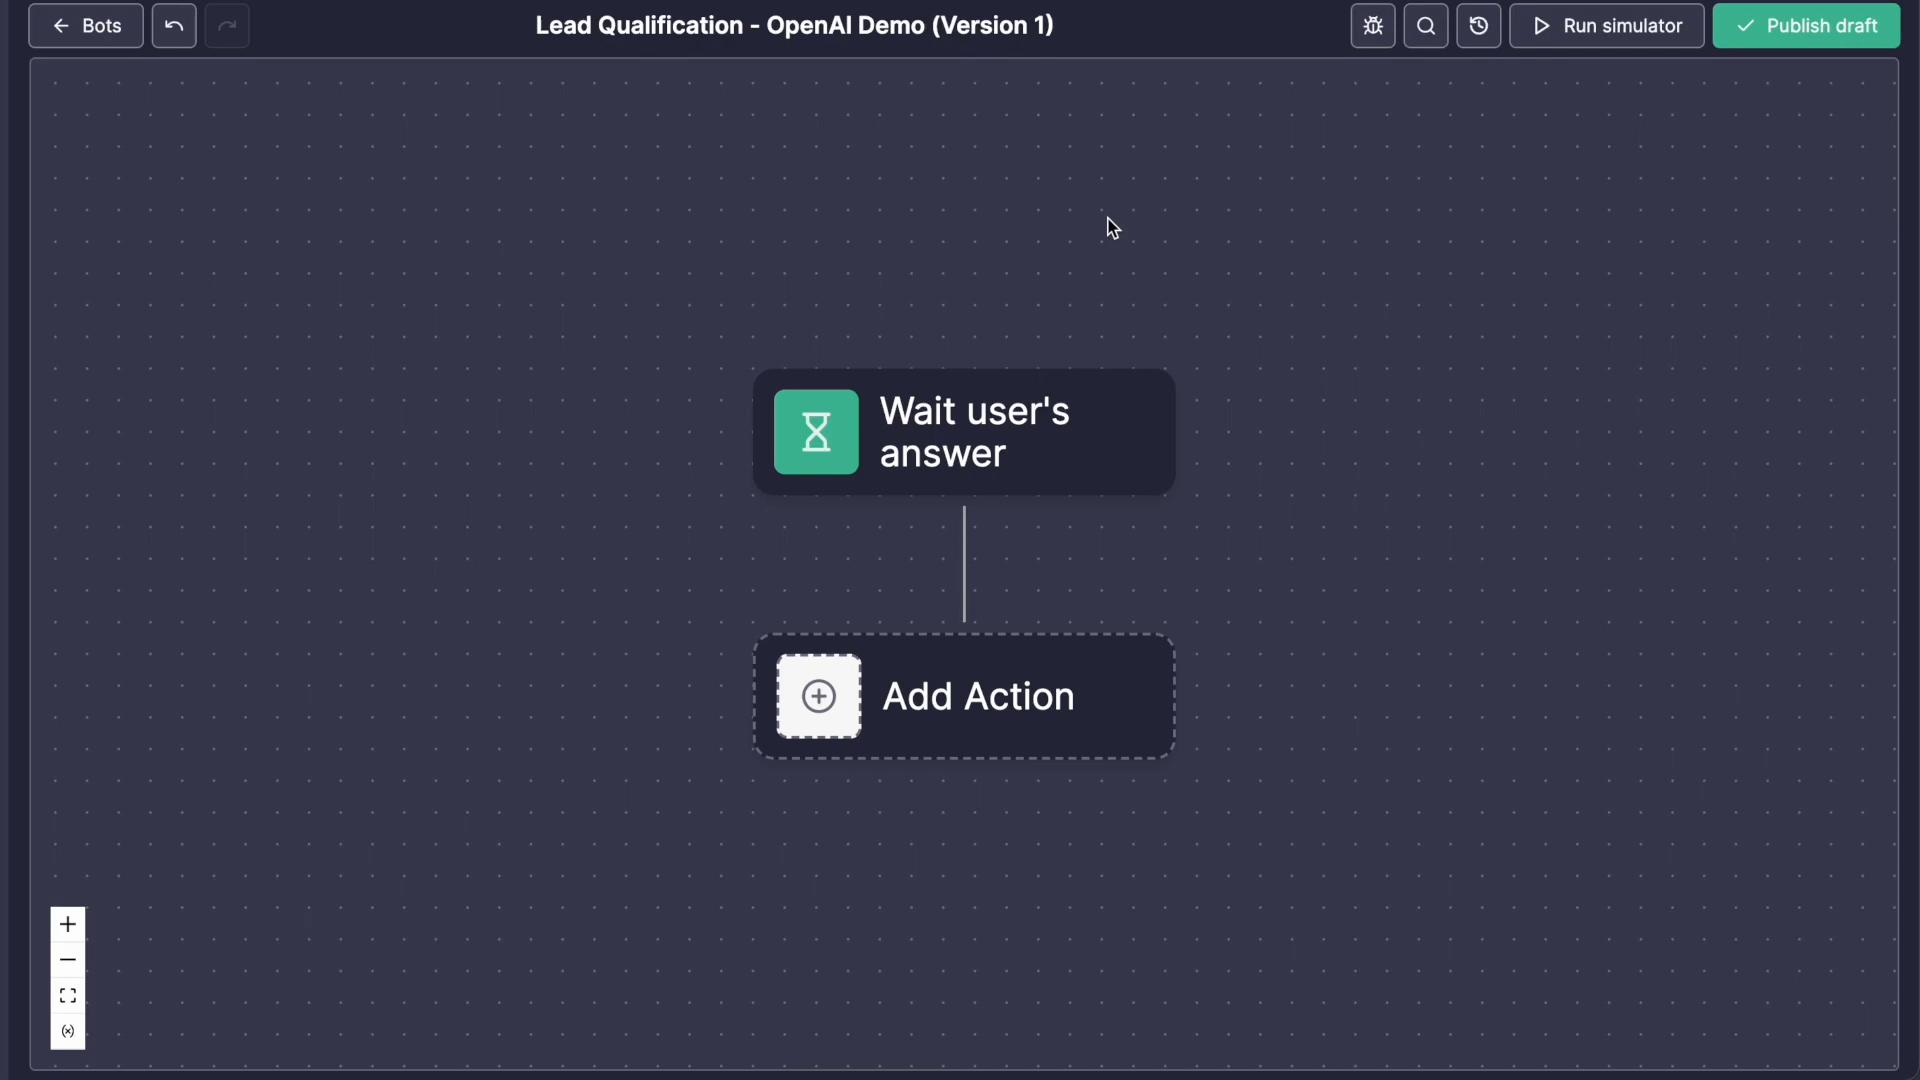 Bots
Lead Qualification - OpenAI Demo (Version 1)
Run simulator
Publish draft
Wait user's
answer
Add Action